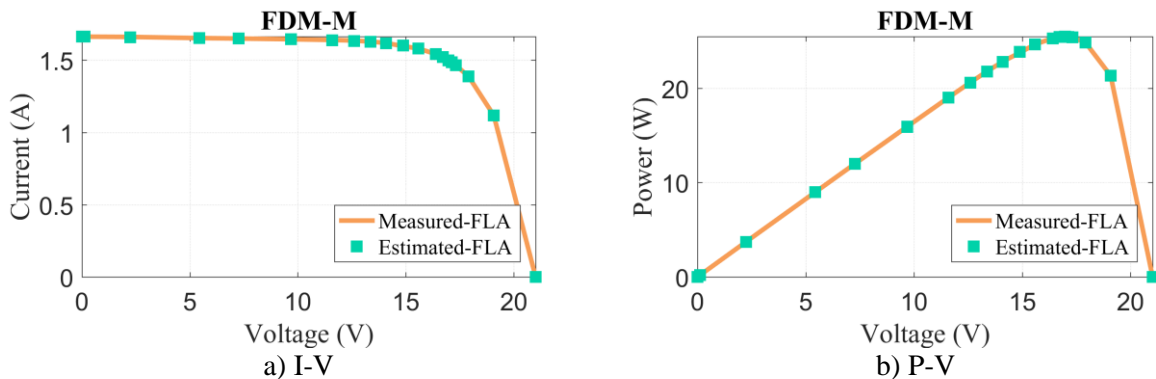 FDM-M
1.5
1
0.5
0
Current (A)
Measured-FLA
Estimated-FLA
0 5 10 15 20
Voltage (V)
a) I-V
FDM-M
20
10
0
Power (W)
Measured-FLA
Estimated-FLA
0 5 10 15 20
Voltage (V)
b) P-V